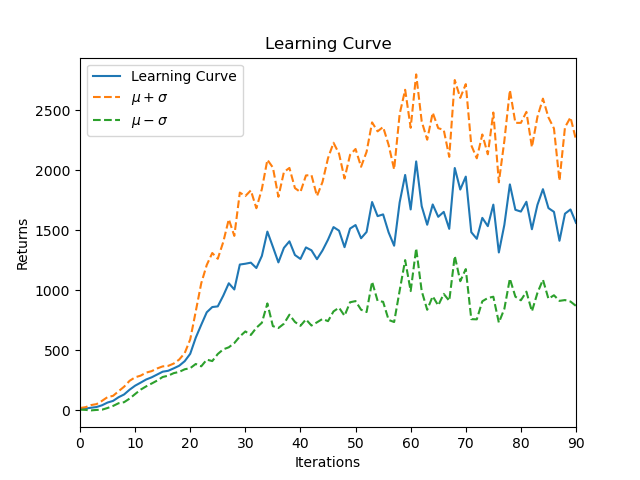 Learning Curve
Learning Curve
μ + σ
μ − σ
Returns
2500
2000
1500
1000
500
0
0 10 20 30 40 50 60 70 80 90
Iterations